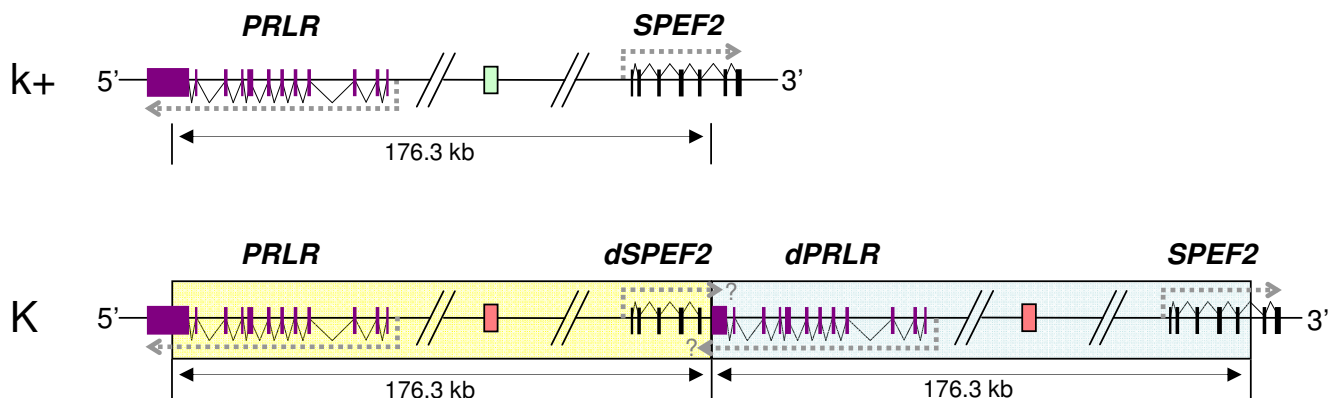 PRLR SPEF2
k+ 5’ 3’
176.3 kb
PRLR dSPEF2 dPRLR SPEF2
?
K 5’ 3’
?
176.3 kb 176.3 kb